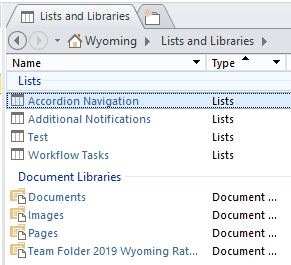 Lists and Libraries
Wyoming Lists and Libraries
Name Type
Lists
Accordion Navigation Lists
Additional Notifications Lists
Test Lists
Workflow Tasks Lists
Document Libraries
Documents Document ...
Images Document ...
Pages Document ...
Team Folder 2019 Wyoming Rat... Document ...